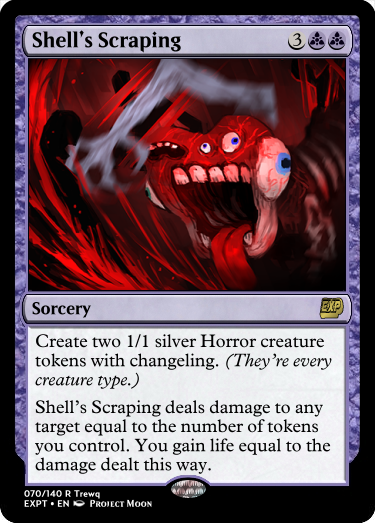 Shell's Scraping 3
EXP
Sorcery
Create two 1/1 silver Horror creature
tokens with changeling. (They're every
creature type.)
Shell's Scraping deals damage to any
target equal to the number of tokens
you control. You gain life equal to the
damage dealt this way.
070/140 R Trewq
EXPT • EN Project Moon